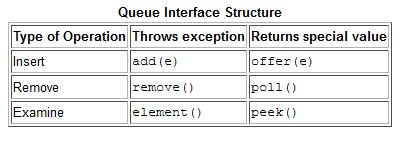 Queue Interface Structure
Type of Operation Throws exception Returns special value
Insert add(e) offer(e)
Remove remove() poll()
Examine element() peek()